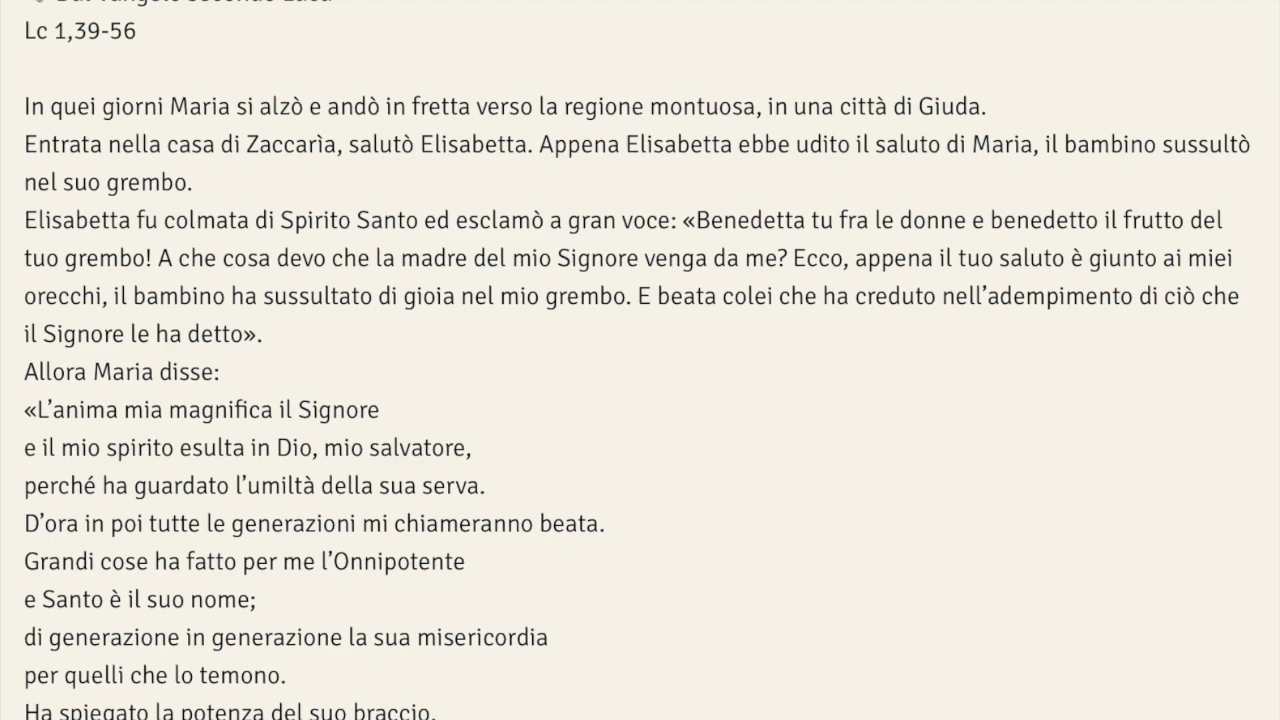 Dal Vangelo secondo Luca
Lc 1,39-56
In quei giorni Maria si alzò e andò in fretta verso la regione montuosa, in una città di Giuda.
Entrata nella casa di Zaccarìa, salutò Elisabetta. Appena Elisabetta ebbe udito il saluto di Maria, il bambino sussultò
nel suo grembo.
Elisabetta fu colmata di Spirito Santo ed esclamò a gran voce: «Benedetta tu fra le donne e benedetto il frutto del
tuo grembo! A che cosa devo che la madre del mio Signore venga da me? Ecco, appena il tuo saluto è giunto ai miei
orecchi, il bambino ha sussultato di gioia nel mio grembo. E beata colei che ha creduto nell’adempimento di ciò che
il Signore le ha detto».
Allora Maria disse:
«L’anima mia magnifica il Signore
e il mio spirito esulta in Dio, mio salvatore,
perché ha guardato l’umiltà della sua serva.
D’ora in poi tutte le generazioni mi chiameranno beata.
Grandi cose ha fatto per me l’Onnipotente
e Santo è il suo nome;
di generazione in generazione la sua misericordia
per quelli che lo temono.
Ha spiegato la potenza del suo braccio,